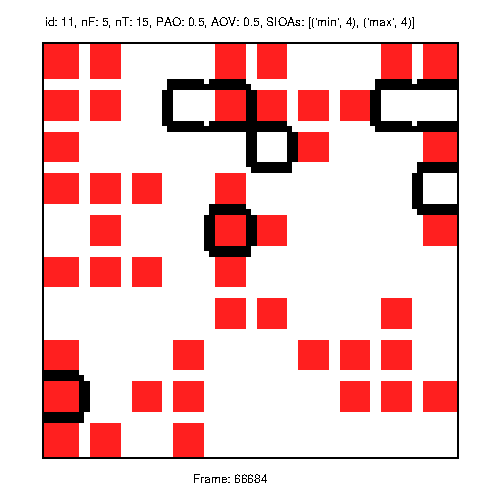 id: 11, nF: 5, nT: 15, PAO: 0.5, AOV: 0.5, SIOAs: [('min', 4), ('max', 4)]
Frame: 66684